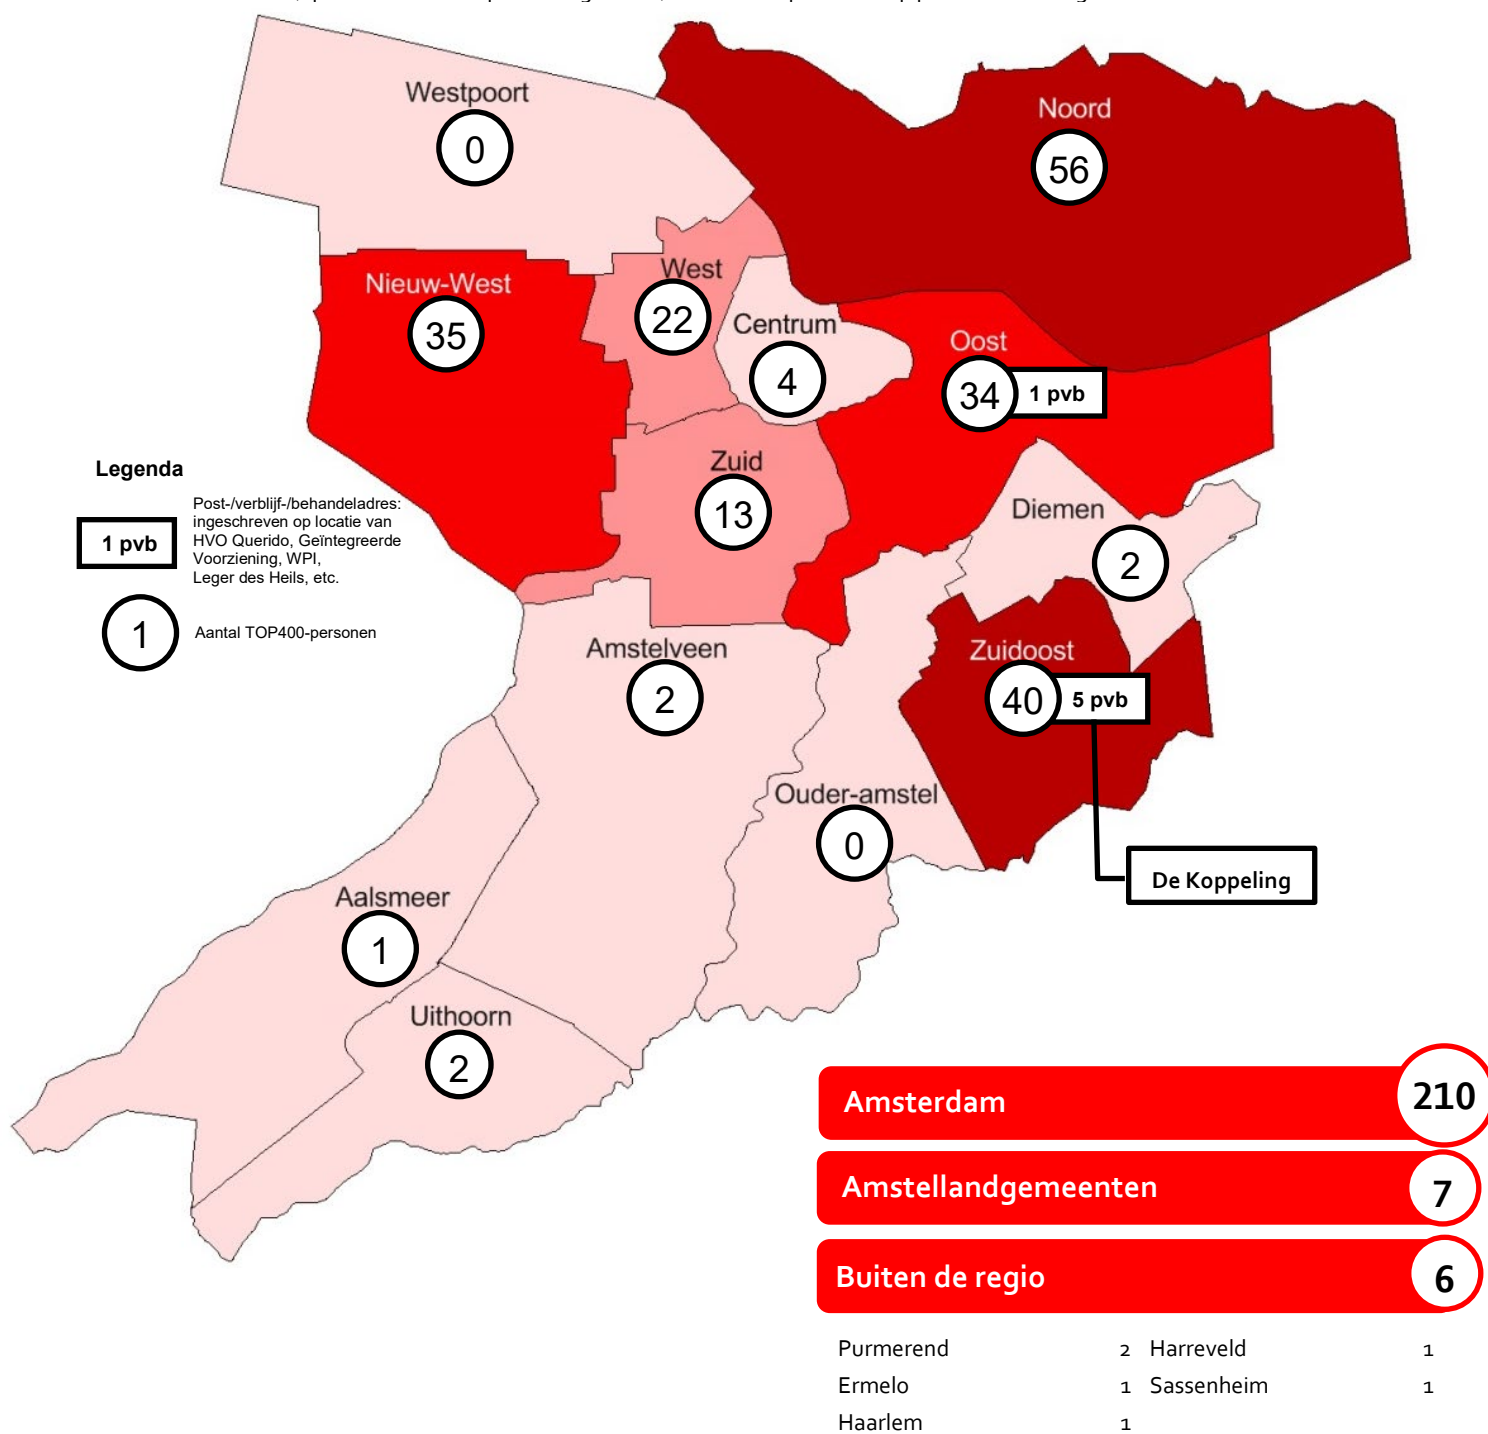 Westpoort
0
Noord
56
Nieuw-West
35
West
22
Centrum
4
Oost
34
1 pvb
Zuid
13
Diemen
2
Legenda
1 pvb
Post-/verblijf-/behandeladres:
ingeschreven op locatie van
HVO Querido, Geïntegreerde
Voorziening, WPI,
Leger des Heils, etc.
1
Aantal TOP400-personen
Amstelveen
2
Zuidoost
40
5 pvb
De Koppeling
Ouder-amstel
0
Aalsmeer
1
Uithoorn
2
Amsterdam 210
Amstellandgemeenten 7
Buiten de regio 6
Purmerend 2 Harreveld 1
Ermelo 1 Sassenheim 1
Haarlem 1